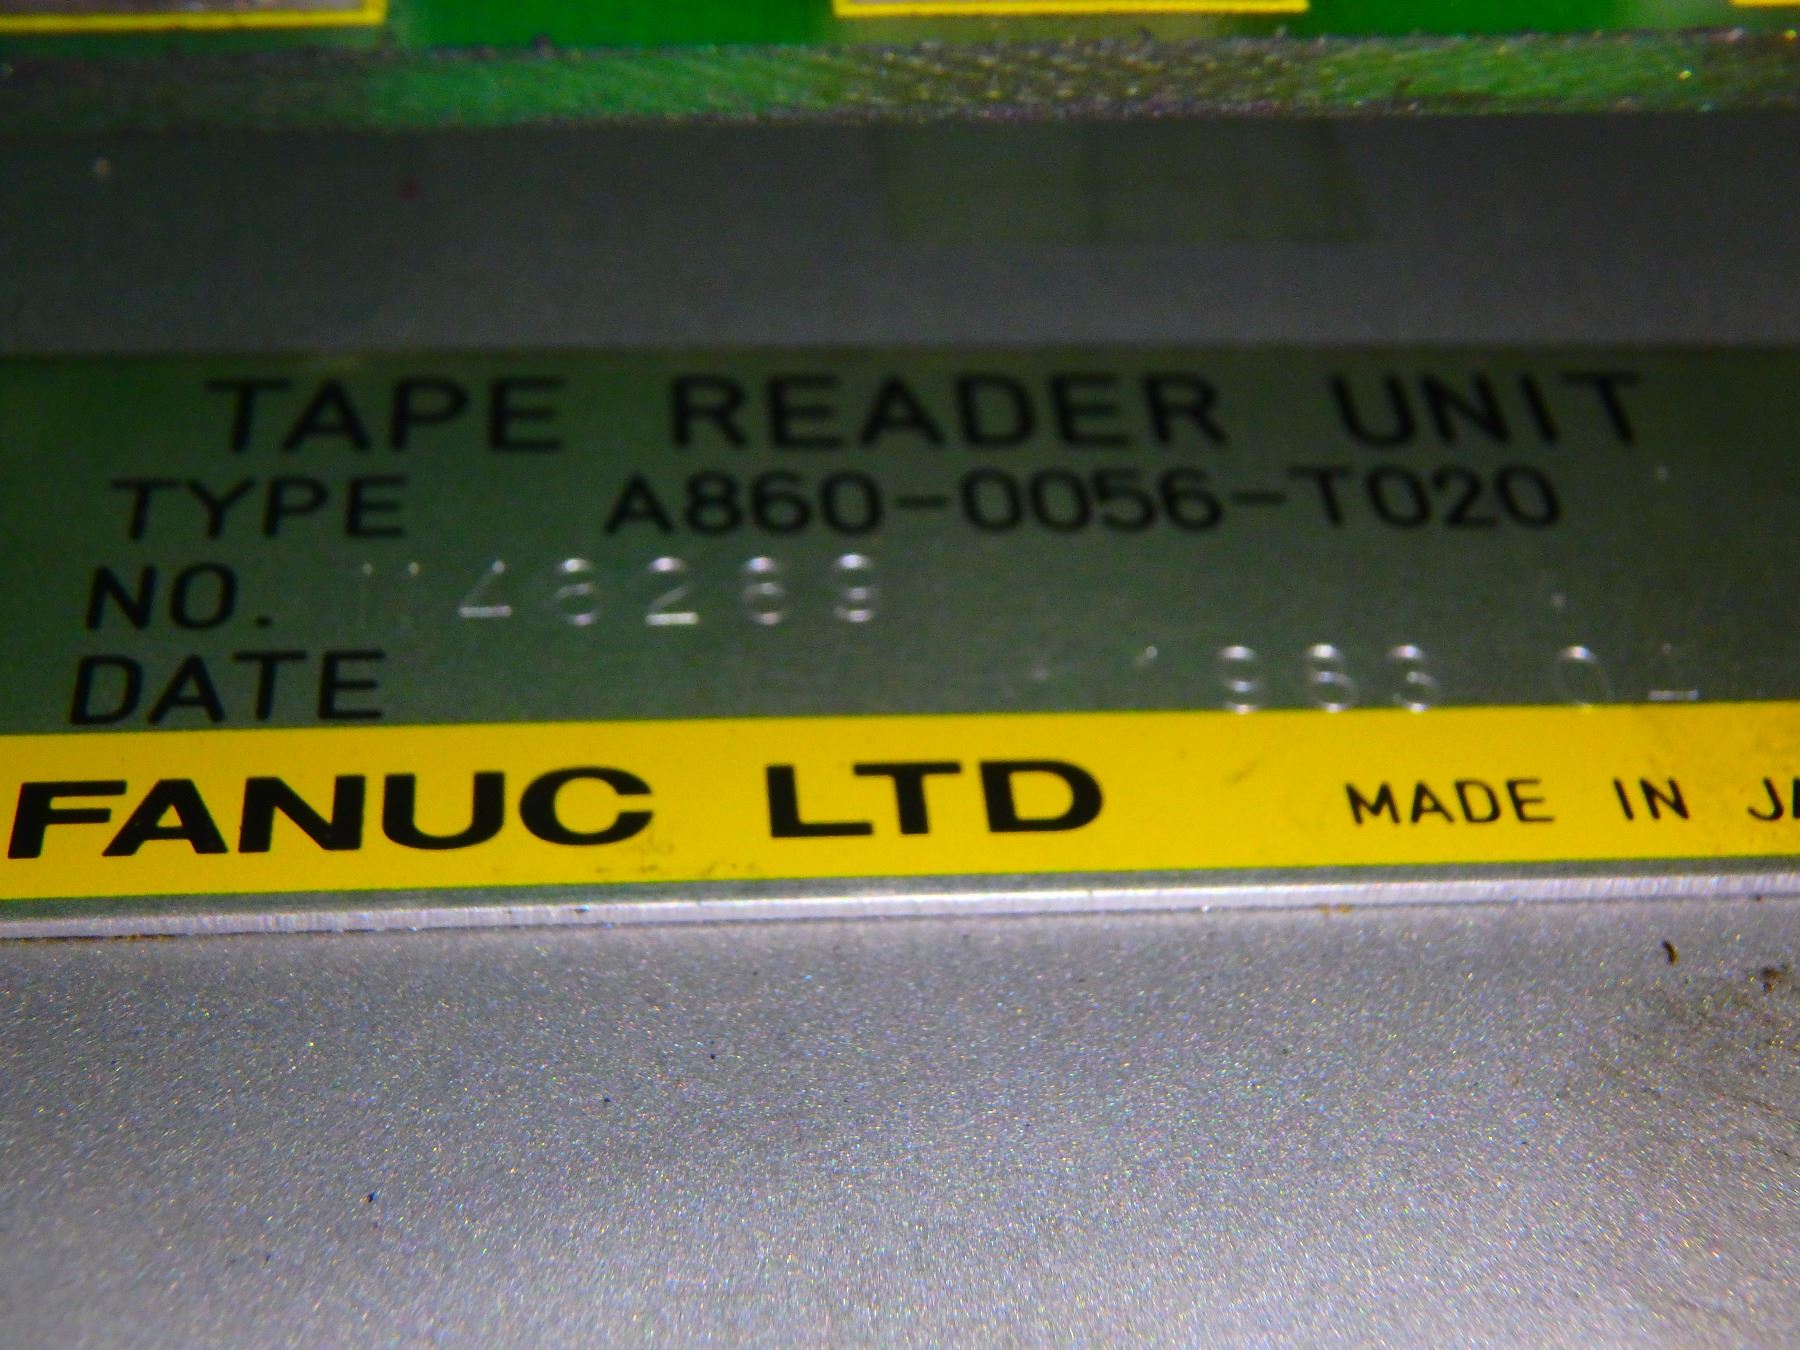 TAPE READER UNIT
TYPE A860-0056-T020
NO.
DATE
FANUC LTD MADE IN